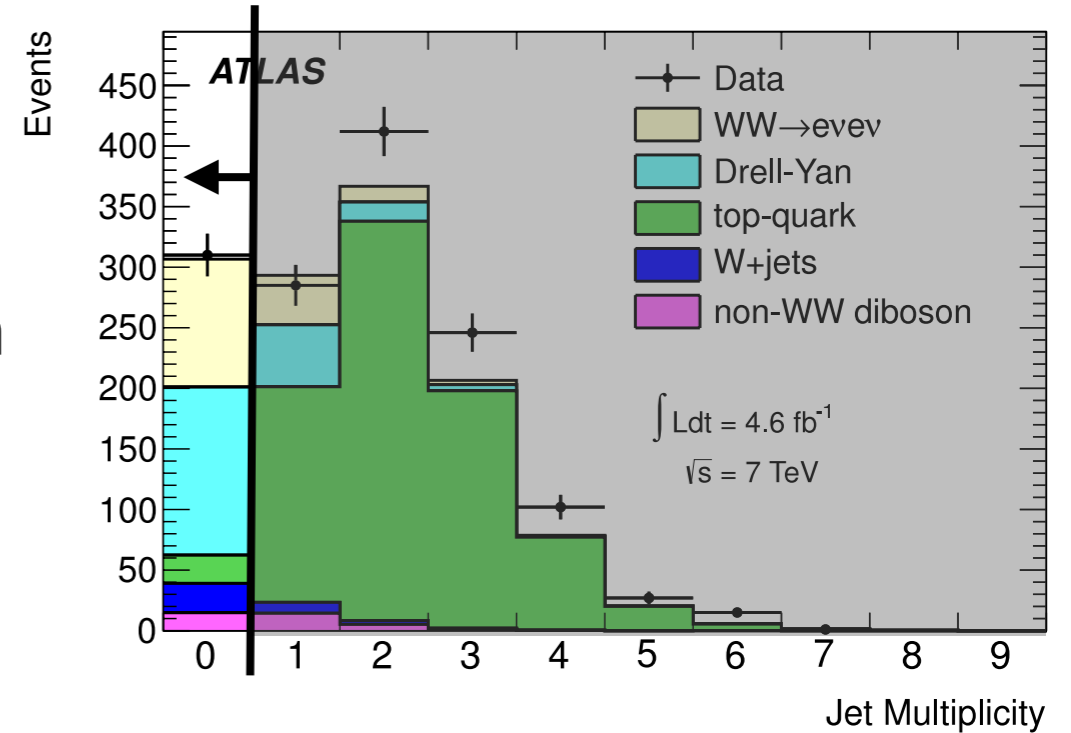 Events
450
400
350
300
250
200
150
100
50
0
ATLAS
Data
WW→eνeν
Drell-Yan
top-quark
W+jets
non-WW diboson
∫ Ldt = 4.6 fb⁻¹
√s = 7 TeV
0 1 2 3 4 5 6 7 8 9
Jet Multiplicity